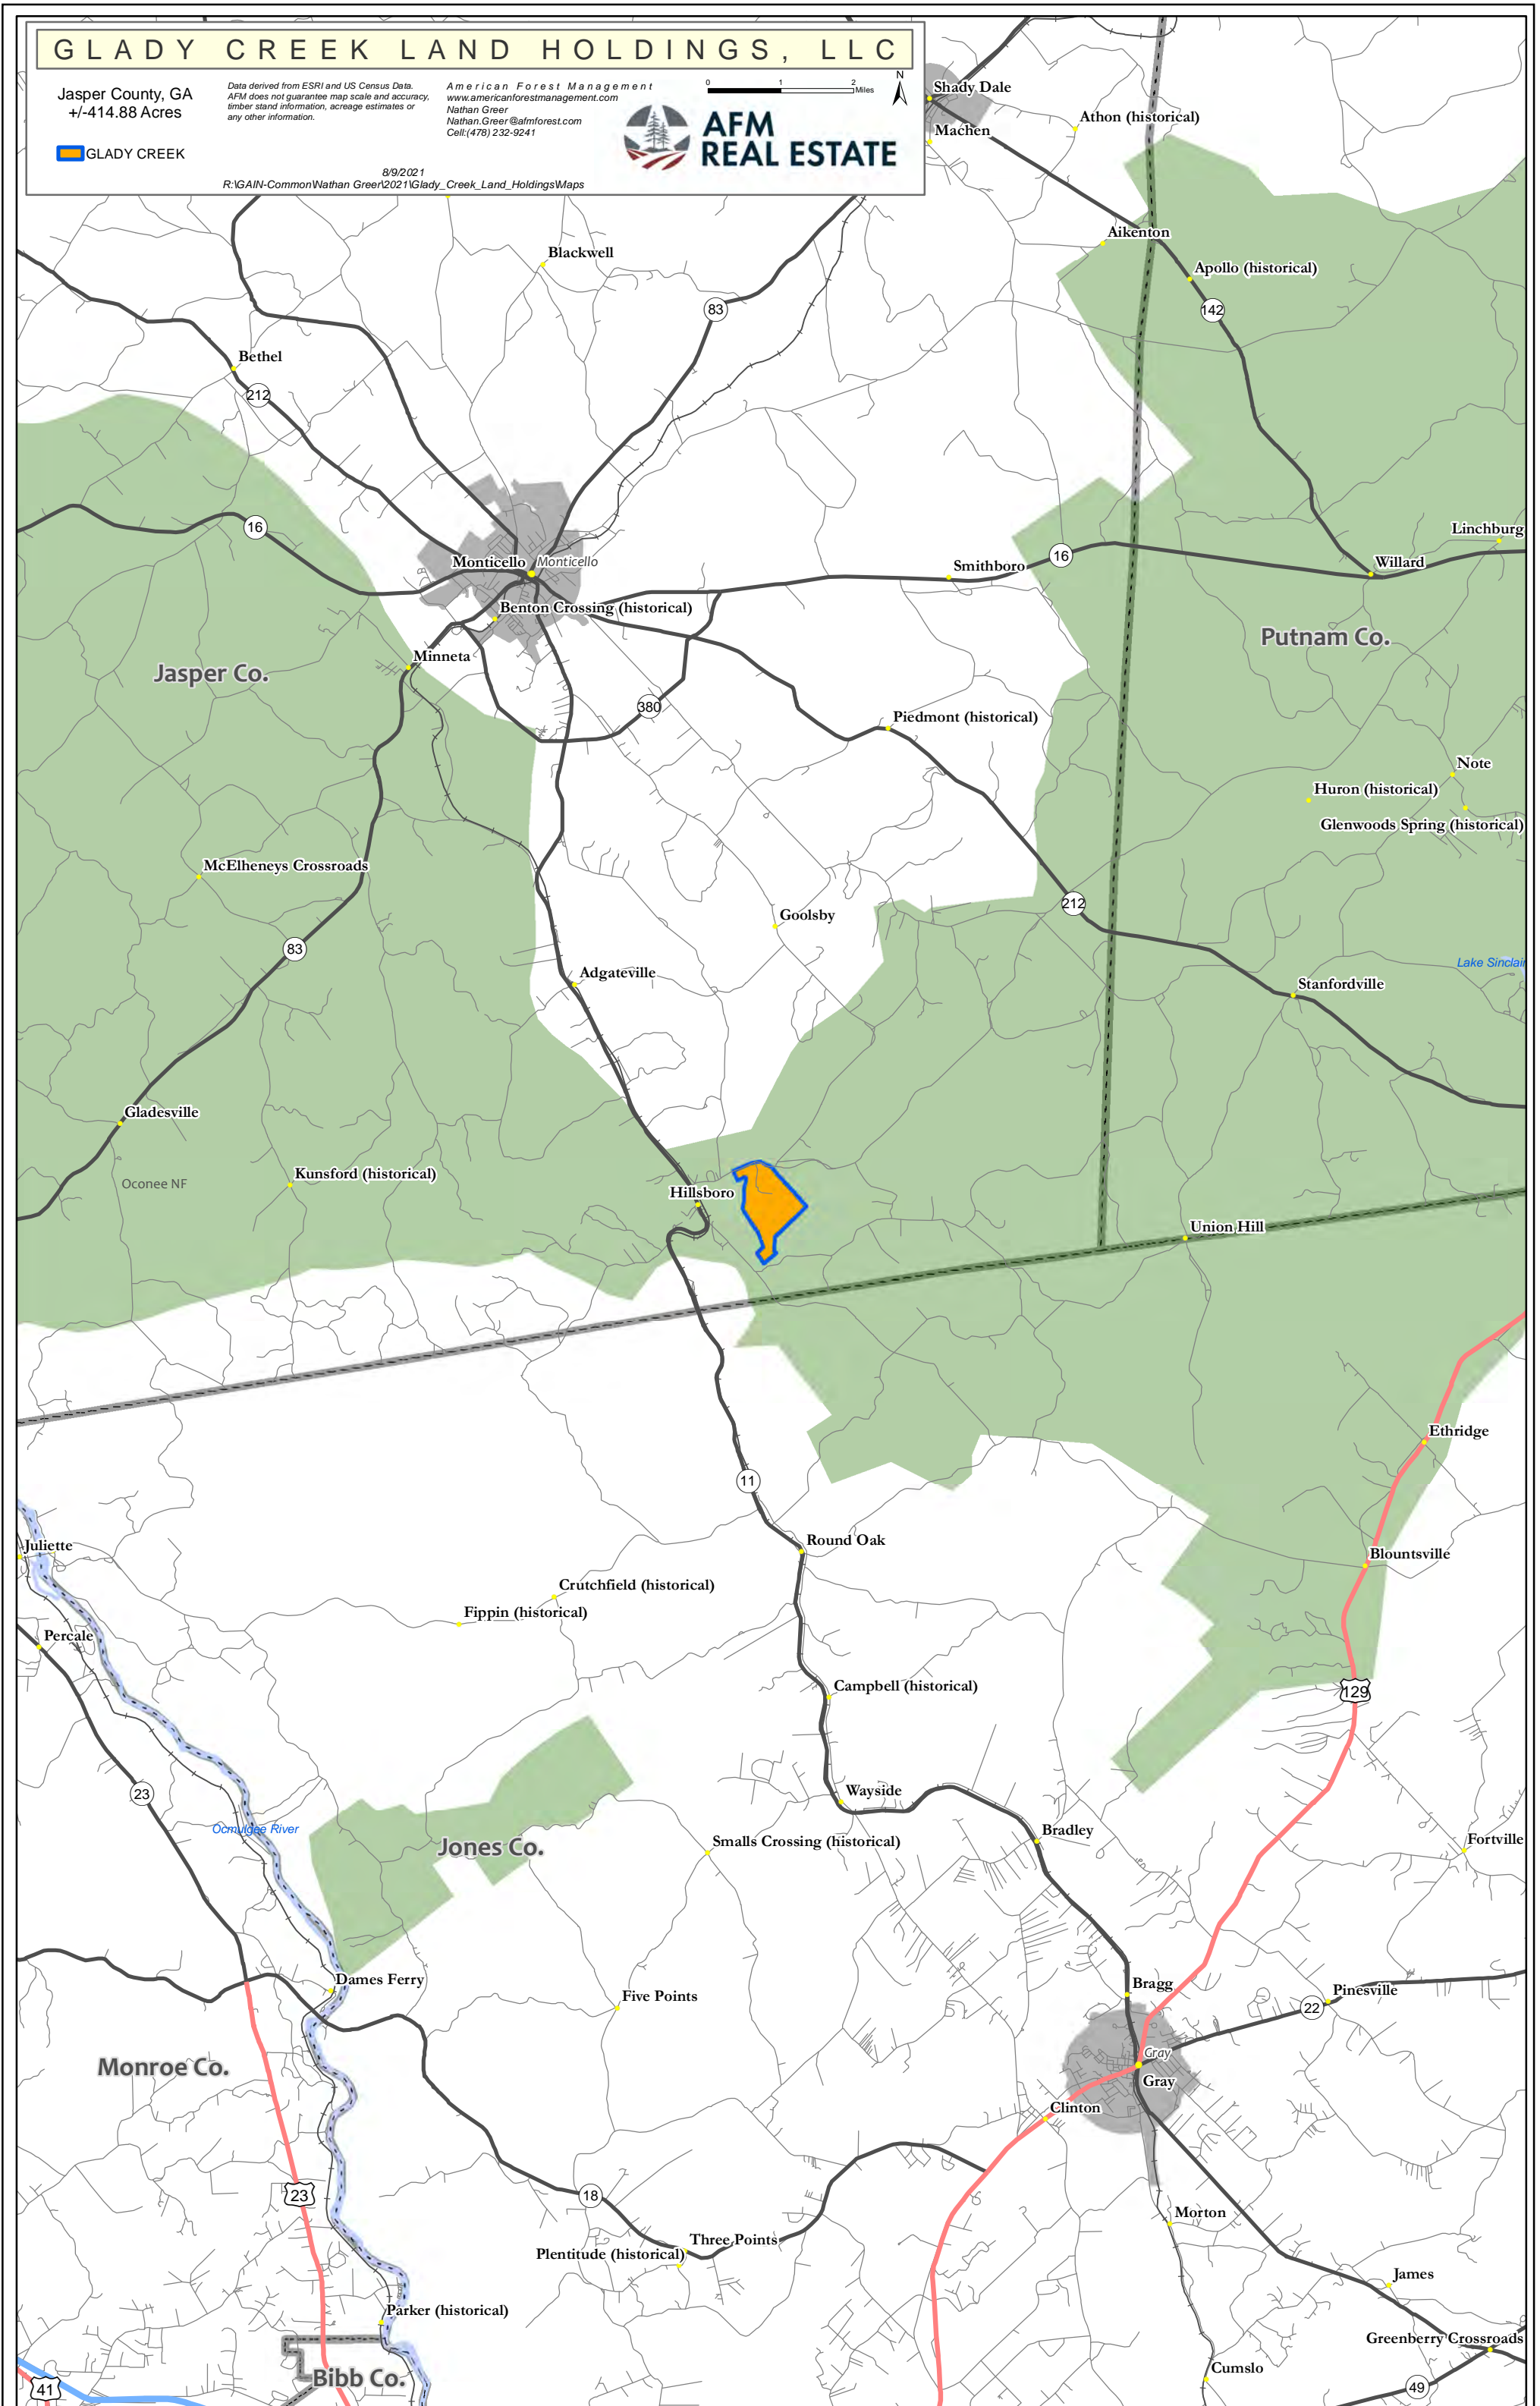 GLADY CREEK LAND HOLDINGS, LLC
Jasper County, GA
+/-414.88 Acres
GLADY CREEK
Data derived from ESRI and US Census Data.
AFM does not guarantee map scale and accuracy,
timber stand information, acreage estimates or
any other information.
American Forest Management
www.americanforestmanagement.com
Nathan Greer
Nathan.Greer@afmforest.com
Cell:(478) 232-9241
0 1 2
Miles
N
AFM
REAL ESTATE
8/9/2021
R:\GAIN-Common\Nathan Greer\2021\Glady_Creek_Land_Holdings\Maps
Shady Dale
Athon (historical)
Machen
Aikenton
Blackwell
Apollo (historical)
83
142
Bethel
212
16
Linchburg
Monticello
Monticello
16
Willard
Smithboro
Benton Crossing (historical)
Putnam Co.
Minneta
Jasper Co.
380
Piedmont (historical)
Note
Huron (historical)
Glenwoods Spring (historical)
McElheneys Crossroads
212
Goolsby
83
Lake Sinclair
Adgateville
Stanfordville
Gladesville
Kunsford (historical)
Oconee NF
Hillsboro
Union Hill
Ethridge
11
Round Oak
Juliette
Blountsville
Crutchfield (historical)
Fippin (historical)
Percale
Campbell (historical)
129
Wayside
23
Ocmulgee River
Bradley
Jones Co.
Smalls Crossing (historical)
Fortville
Dames Ferry
Bragg
Pinesville
Five Points
22
Gray
Monroe Co.
Gray
Clinton
23
18
Morton
Three Points
Plentitude (historical)
James
Parker (historical)
Greenberry Crossroads
Cumslo
Bibb Co.
49
41